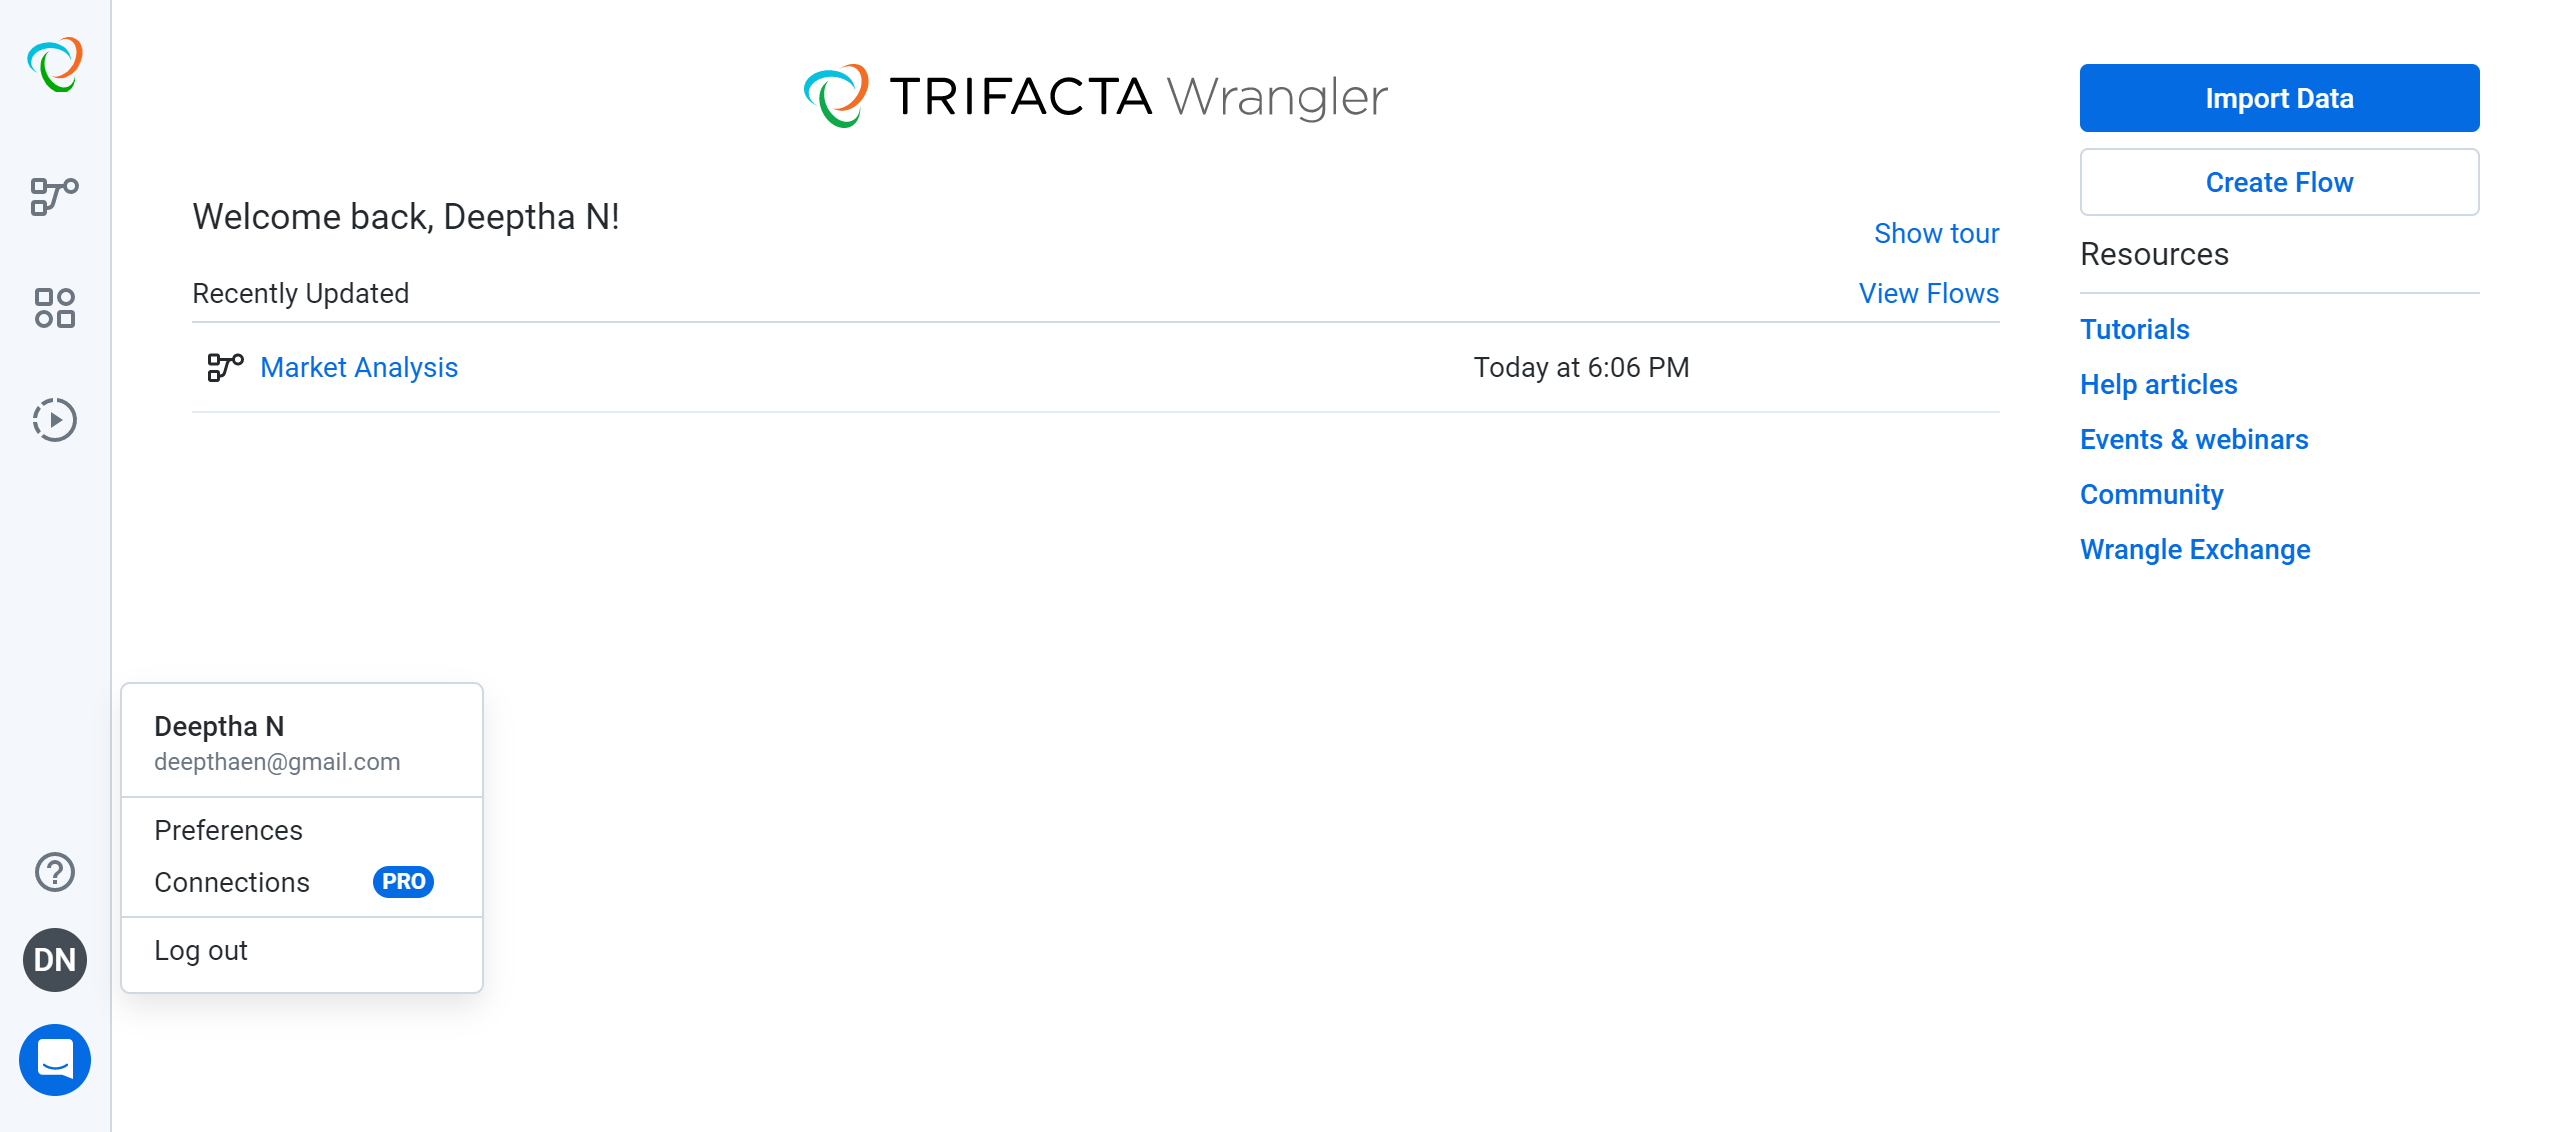 TRIFACTA Wrangler
Welcome back, Deeptha N!
Show tour
Recently Updated
View Flows
Market Analysis
Today at 6:06 PM
Import Data
Create Flow
Resources
Tutorials
Help articles
Events & webinars
Community
Wrangle Exchange
Deeptha N
deepthaen@gmail.com
Preferences
Connections PRO
Log out
DN